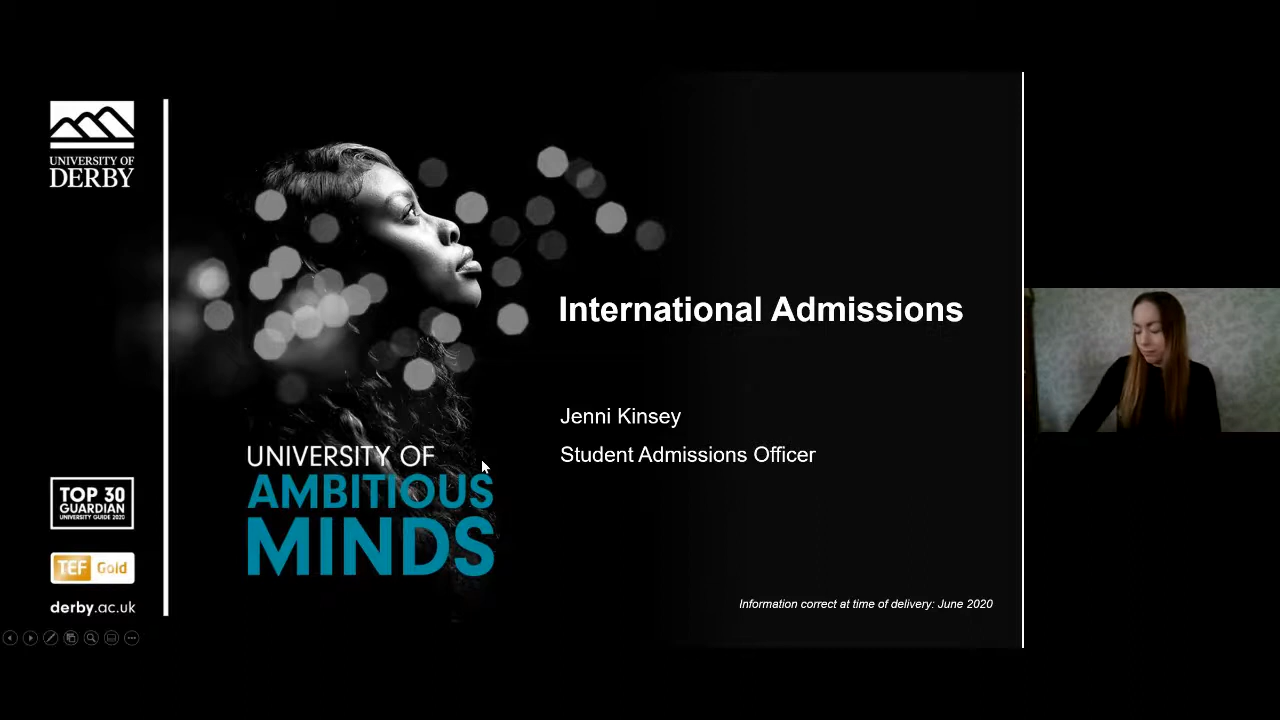 UNIVERSITY OF
DERBY
International Admissions
Jenni Kinsey
Student Admissions Officer
UNIVERSITY OF
AMBITIOUS
MINDS
TOP 30
GUARDIAN
UNIVERSITY GUIDE 2020
TEF Gold
derby.ac.uk
Information correct at time of delivery: June 2020